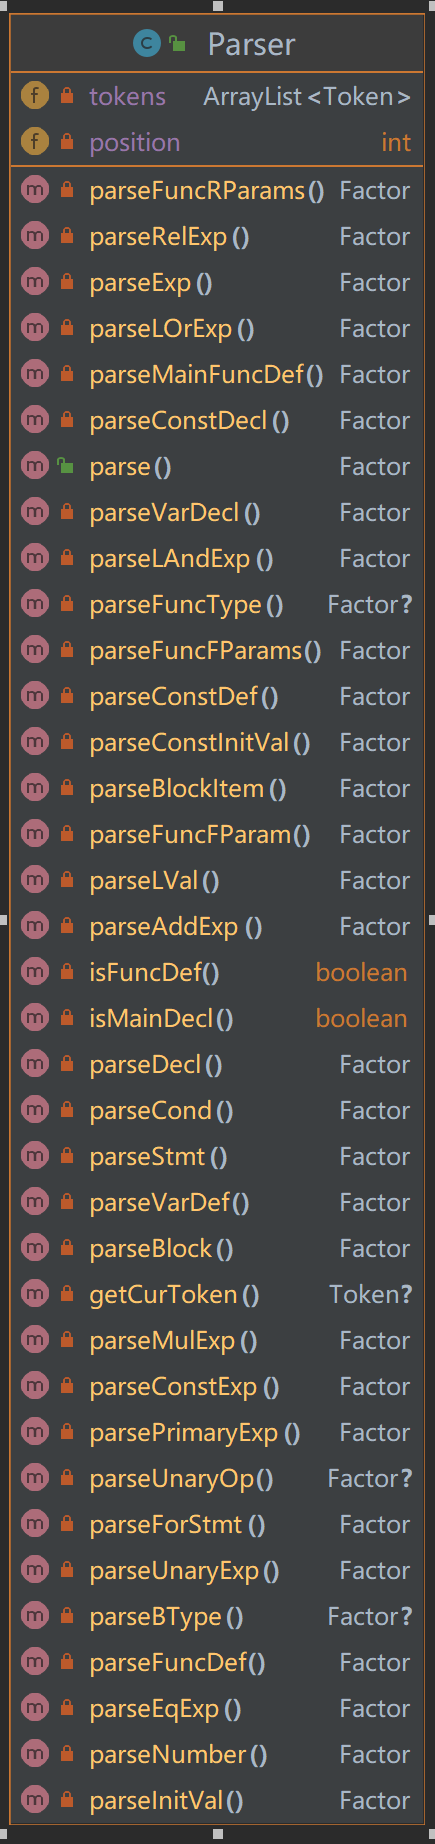 Parser
tokens ArrayList<Token>
position int
parseFuncRParams() Factor
parseRelExp() Factor
parseExp() Factor
parseLOrExp() Factor
parseMainFuncDef() Factor
parseConstDecl() Factor
parse() Factor
parseVarDecl() Factor
parseLAndExp() Factor
parseFuncType() Factor?
parseFuncFParams() Factor
parseConstDef() Factor
parseConstInitVal() Factor
parseBlockItem() Factor
parseFuncFParam() Factor
parseLVal() Factor
parseAddExp() Factor
isFuncDef() boolean
isMainDecl() boolean
parseDecl() Factor
parseCond() Factor
parseStmt() Factor
parseVarDef() Factor
parseBlock() Factor
getCurToken() Token?
parseMulExp() Factor
parseConstExp() Factor
parsePrimaryExp() Factor
parseUnaryOp() Factor?
parseForStmt() Factor
parseUnaryExp() Factor
parseBType() Factor?
parseFuncDef() Factor
parseEqExp() Factor
parseNumber() Factor
parseInitVal() Factor